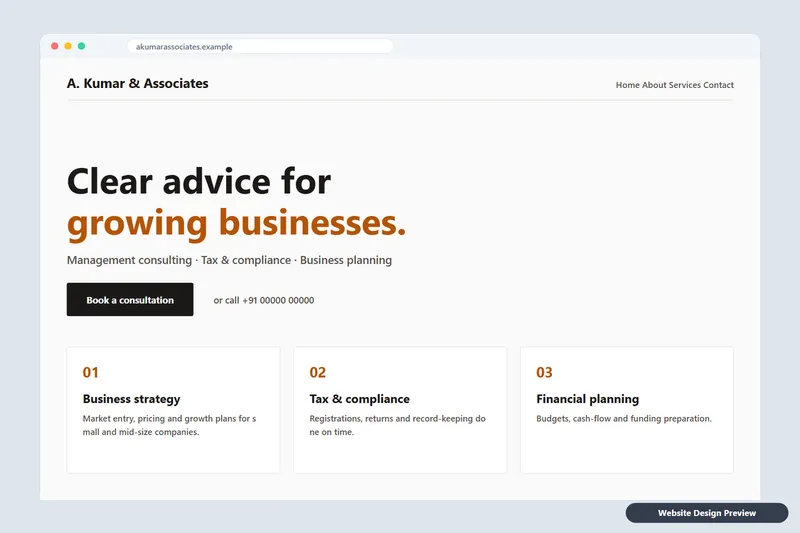 akumarassociates.example
A. Kumar & Associates
Home About Services Contact
Clear advice for
growing businesses.
Management consulting · Tax & compliance · Business planning
Book a consultation
or call +91 00000 00000
01
Business strategy
Market entry, pricing and growth plans for s
mall and mid-size companies.
02
Tax & compliance
Registrations, returns and record-keeping do
ne on time.
03
Financial planning
Budgets, cash-flow and funding preparation.
Website Design Preview